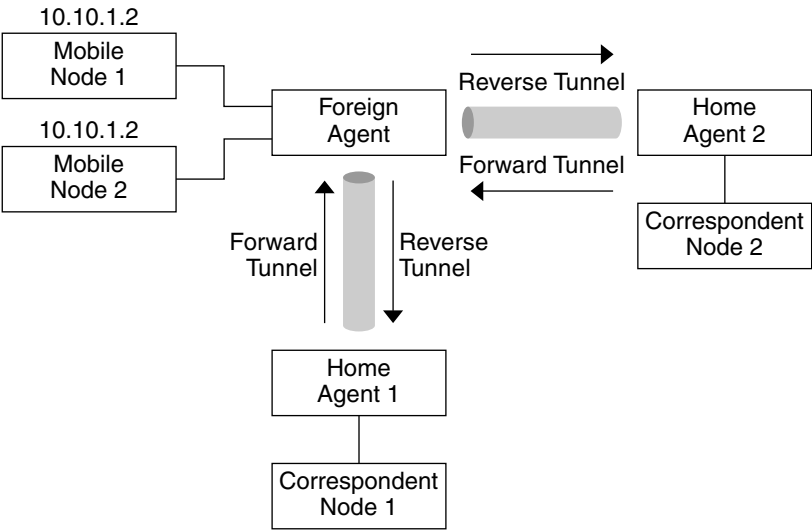 10.10.1.2
Mobile
Node 1
10.10.1.2
Mobile
Node 2
Foreign
Agent
Reverse Tunnel
Forward Tunnel
Home
Agent 2
Correspondent
Node 2
Forward
Tunnel
Reverse
Tunnel
Home
Agent 1
Correspondent
Node 1